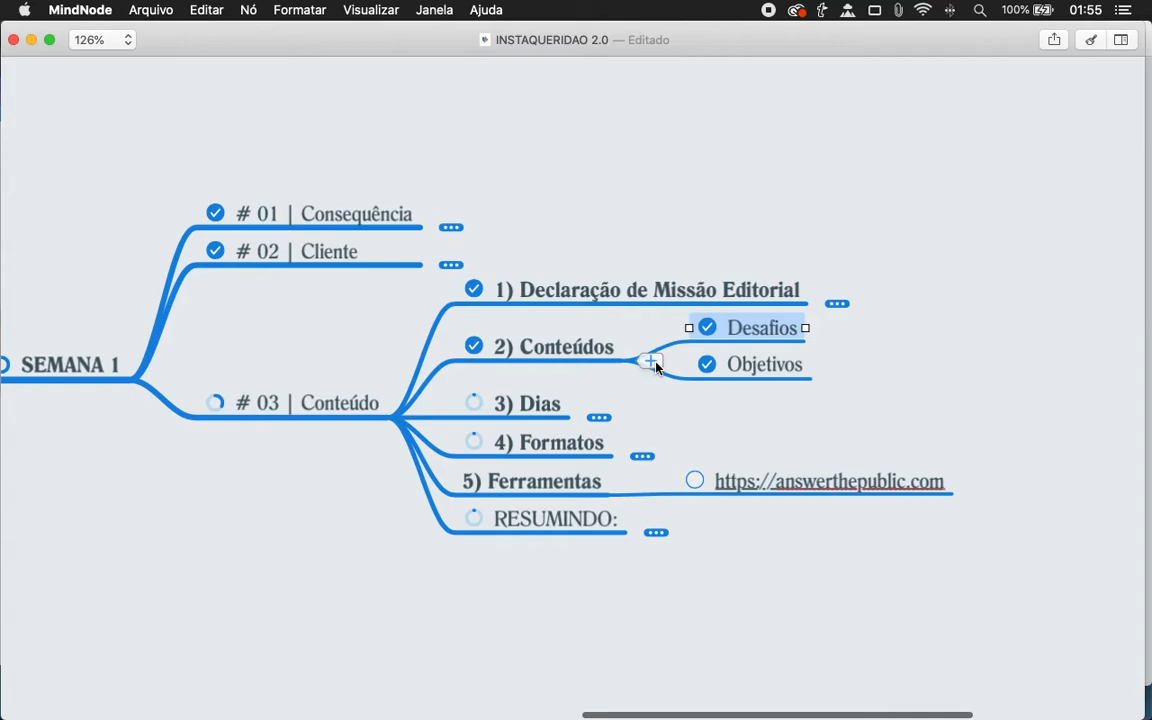 MindNode Arquivo Editar Nó Formatar Visualizar Janela Ajuda 100% 01:55
126% INSTAQUERIDAO 2.0 — Editado
# 01 | Consequência
# 02 | Cliente
1) Declaração de Missão Editorial
Desafios
2) Conteúdos
Objetivos
SEMANA 1
# 03 | Conteúdo
3) Dias
4) Formatos
5) Ferramentas https://answerthepublic.com
RESUMINDO: